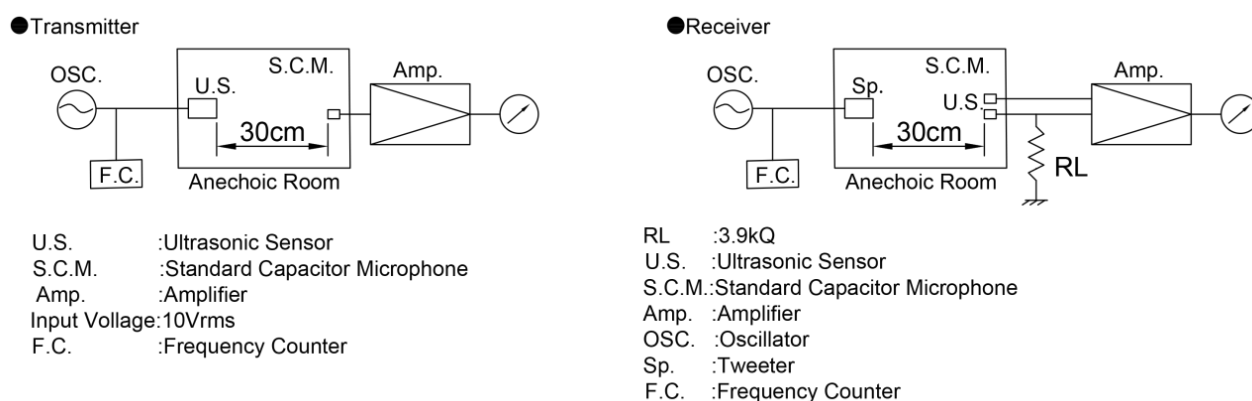 ●Transmitter
OSC.
U.S.
S.C.M.
Amp.
30cm
F.C.
Anechoic Room
U.S. :Ultrasonic Sensor
S.C.M. :Standard Capacitor Microphone
Amp. :Amplifier
Input Vollage:10Vrms
F.C. :Frequency Counter
●Receiver
OSC.
Sp.
S.C.M.
U.S.
Amp.
30cm
F.C.
RL
Anechoic Room
RL :3.9kQ
U.S. :Ultrasonic Sensor
S.C.M.:Standard Capacitor Microphone
Amp. :Amplifier
OSC. :Oscillator
Sp. :Tweeter
F.C. :Frequency Counter